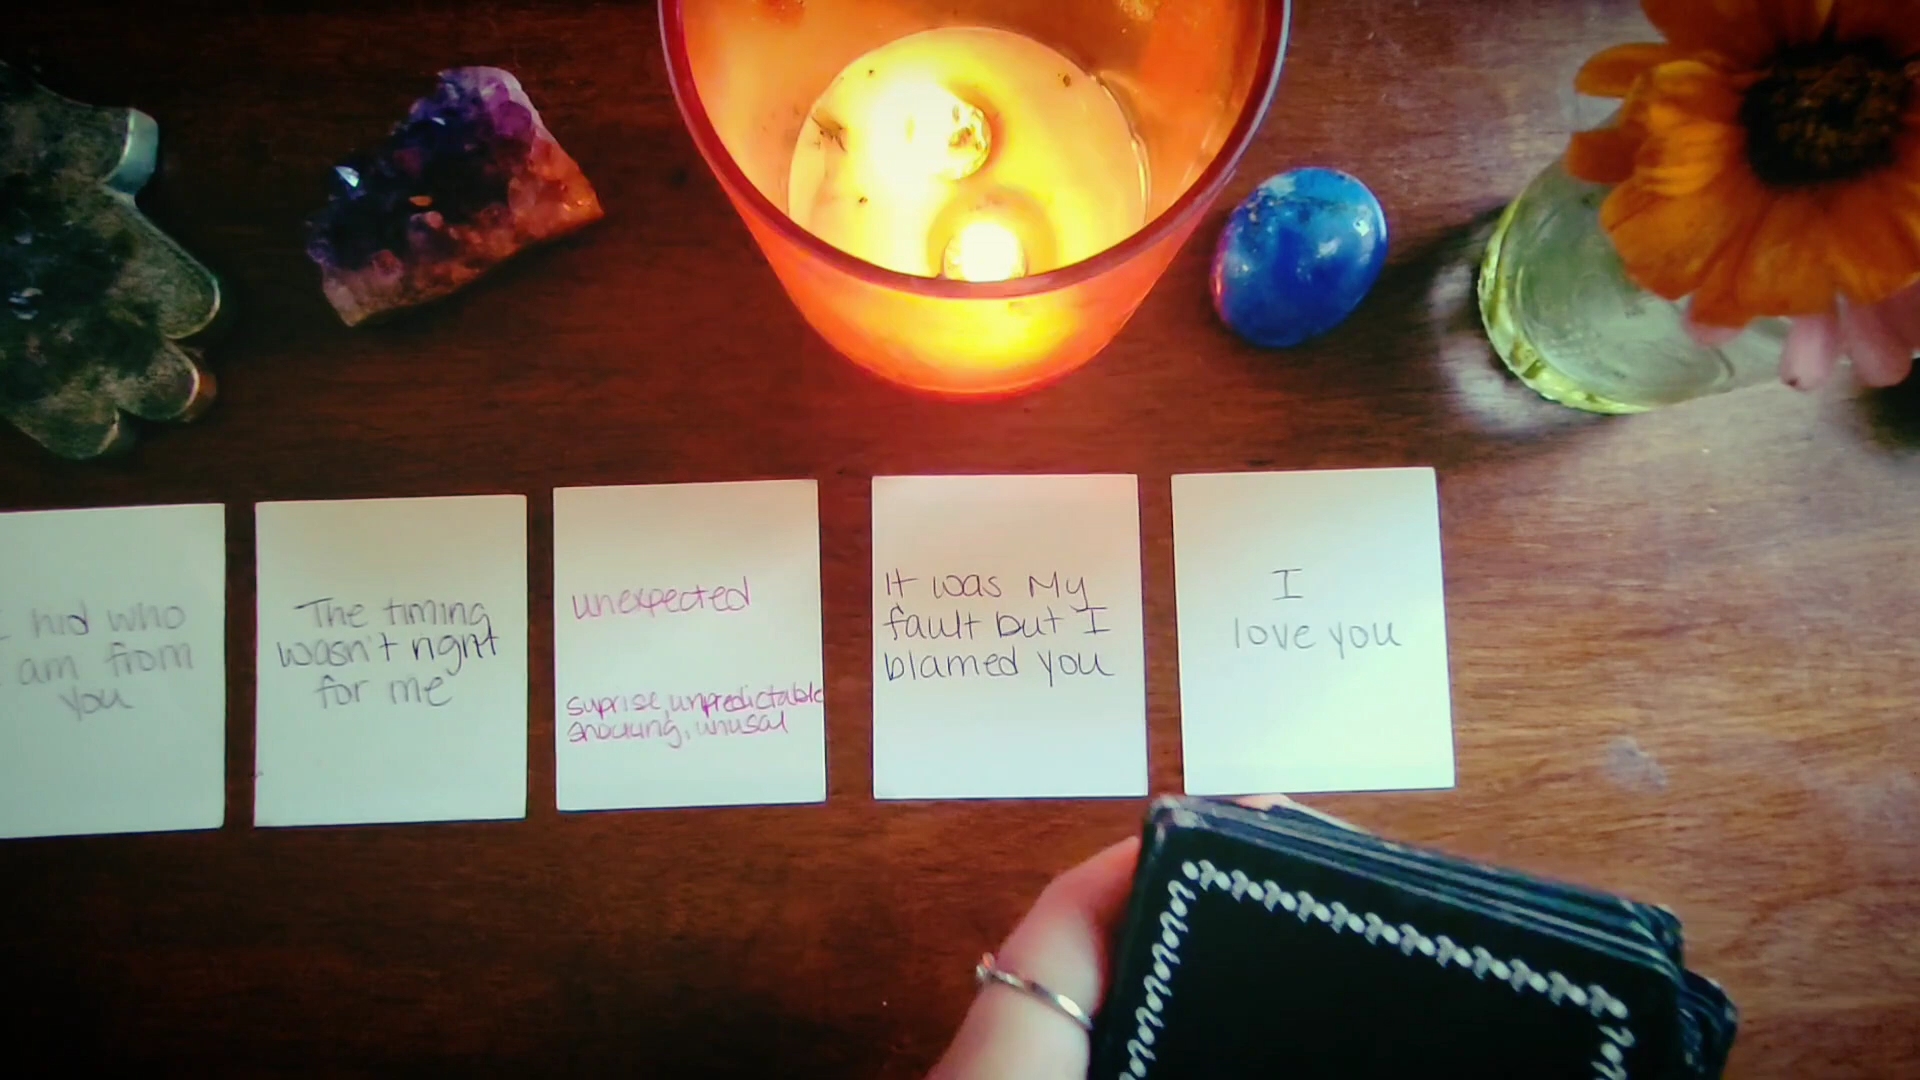 I hid who
am from
you
The timing
wasn't right
for me
unexpected
suprise, unpredictable
shocking, unusal
It was My
fault but I
blamed you
I
love you